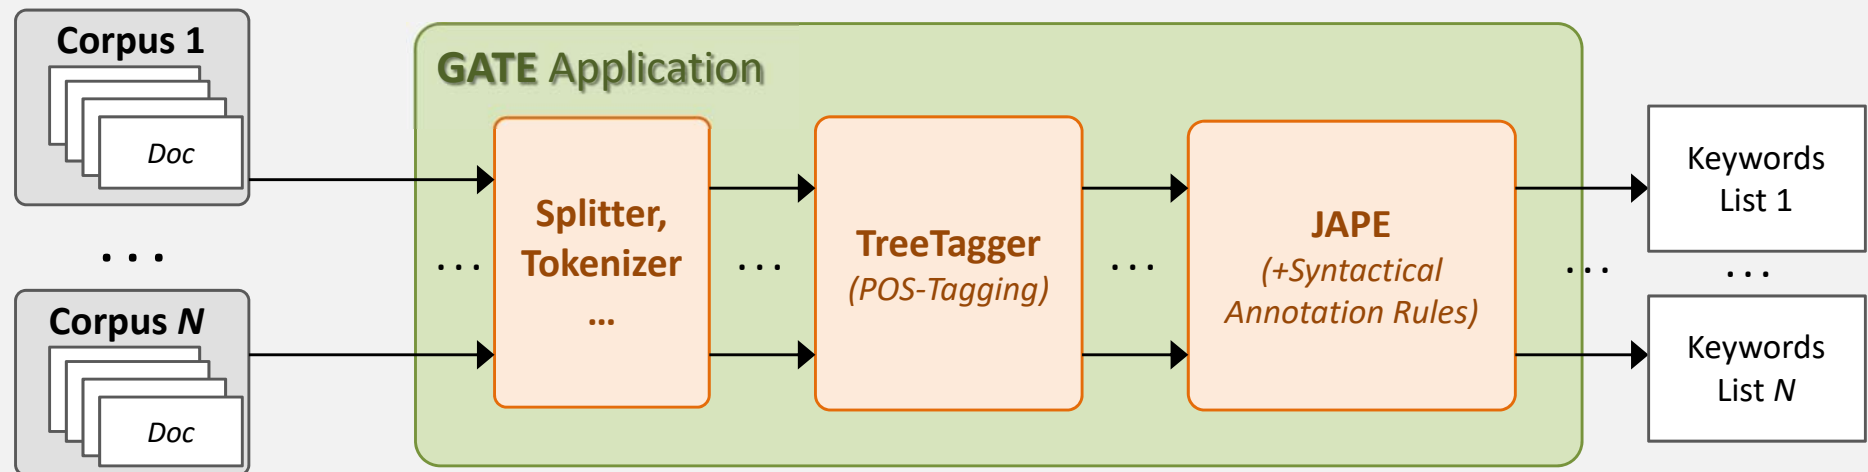 Corpus 1
Doc
...
Corpus N
Doc
GATE Application
...
Splitter,
Tokenizer
...
...
TreeTagger
(POS-Tagging)
...
JAPE
(+Syntactical
Annotation Rules)
...
Keywords
List 1
...
Keywords
List N